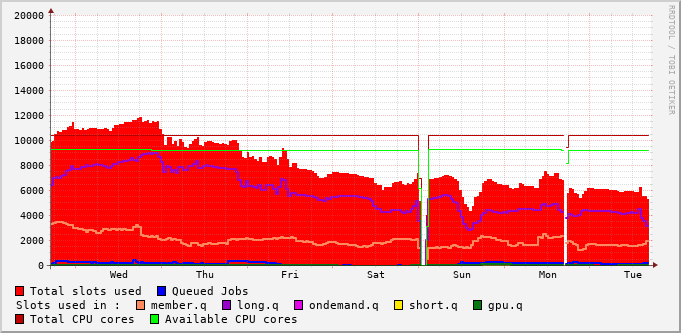 20000
18000
16000
14000
12000
10000
8000
6000
4000
2000
0
Wed Thu Fri Sat Sun Mon Tue
RRDTOOL / TOBI OETIKER
Total slots used Queued Jobs
Slots used in : member.q long.q ondemand.q short.q gpu.q
Total CPU cores Available CPU cores